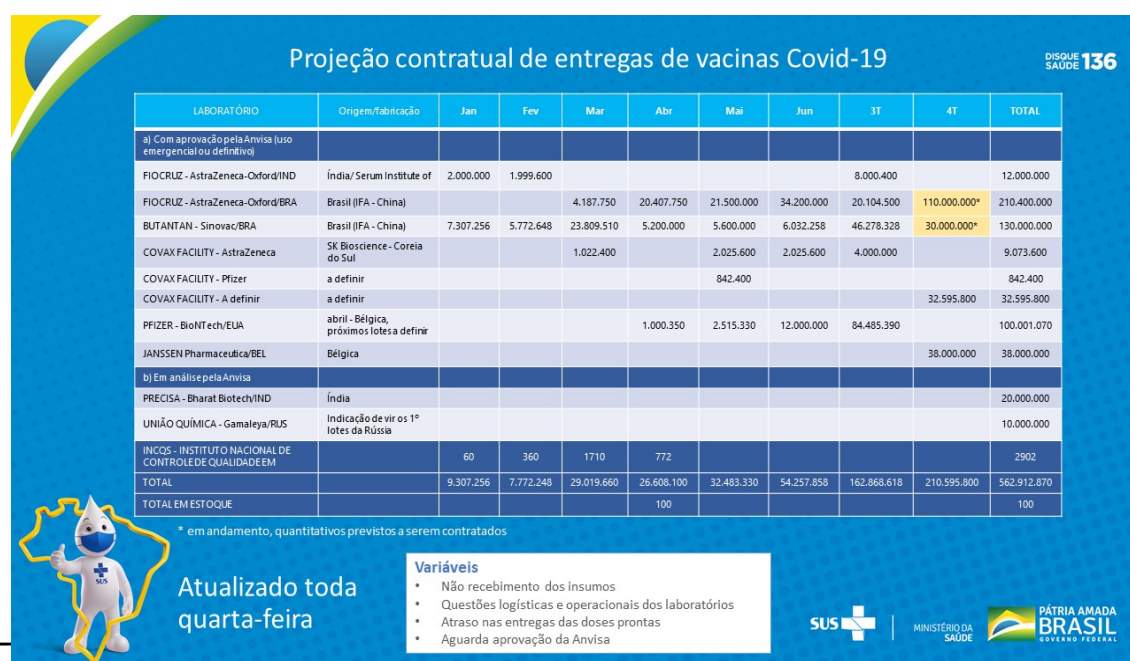 Projeção contratual de entregas de vacinas Covid-19
DISQUE SAÚDE 136
LABORATÓRIO Origem/fabricação Jan Fev Mar Abr Mai Jun 3T 4T TOTAL
a) Com aprovação pela Anvisa (uso
emergencial ou definitivo)
FIOCRUZ - AstraZeneca-Oxford/IND Índia/ Serum Institute of 2.000.000 1.999.600 8.000.400 12.000.000
FIOCRUZ - AstraZeneca-Oxford/BRA Brasil (IFA - China) 4.187.750 20.407.750 21.500.000 34.200.000 20.104.500 110.000.000* 210.400.000
BUTANTAN - Sinovac/BRA Brasil (IFA - China) 7.307.256 5.772.648 23.809.510 5.200.000 5.600.000 6.032.258 46.278.328 30.000.000* 130.000.000
COVAX FACILITY - AstraZeneca SK Bioscience - Coreia
do Sul 1.022.400 2.025.600 2.025.600 4.000.000 9.073.600
COVAX FACILITY - Pfizer a definir 842.400 842.400
COVAX FACILITY - A definir a definir 32.595.800 32.595.800
PFIZER - BioNTech/EUA abril - Bélgica,
próximos lotes a definir 1.000.350 2.515.330 12.000.000 84.485.390 100.001.070
JANSSEN Pharmaceutica/BEL Bélgica 38.000.000 38.000.000
b) Em análise pela Anvisa
PRECISA - Bharat Biotech/IND Índia 20.000.000
UNIÃO QUÍMICA - Gamaleya/RUS Indicação de vir os 1º
lotes da Rússia 10.000.000
INCQS - INSTITUTO NACIONAL DE
CONTROLE DE QUALIDADE EM 60 360 1710 772 2902
TOTAL 9.307.256 7.772.248 29.019.660 26.608.100 32.483.330 54.257.858 162.868.618 210.595.800 562.912.870
TOTAL EM ESTOQUE 100 100
* em andamento, quantitativos previstos a serem contratados
SUS
Atualizado toda
quarta-feira
Variáveis
• Não recebimento dos insumos
• Questões logísticas e operacionais dos laboratórios
• Atraso nas entregas das doses prontas
• Aguarda aprovação da Anvisa
SUS
MINISTÉRIO DA
SAÚDE
PÁTRIA AMADA
BRASIL
GOVERNO FEDERAL